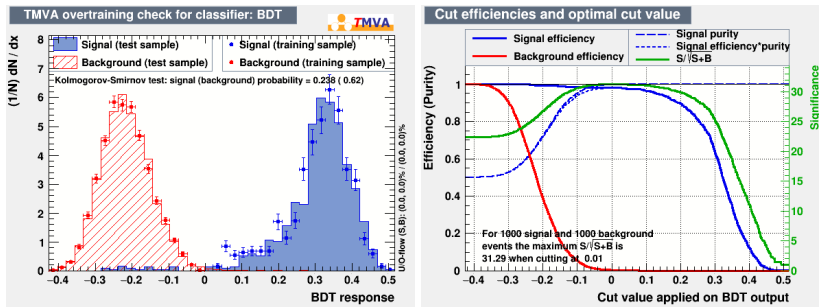 TMVA overtraining check for classifier: BDT
TMVA
(1/N) dN / dx
Signal (test sample)
Background (test sample)
Signal (training sample)
Background (training sample)
Kolmogorov-Smirnov test: signal (background) probability = 0.238 ( 0.62)
8
7
6
5
4
3
2
1
0
−0.4 −0.3 −0.2 −0.1 0 0.1 0.2 0.3 0.4 0.5
BDT response
U/O-flow (S,B): (0.0, 0.0)% / (0.0, 0.0)%
Cut efficiencies and optimal cut value
Signal efficiency
Background efficiency
Signal purity
Signal efficiency*purity
S/√S+B
Efficiency (Purity)
1
0.8
0.6
0.4
0.2
0
30
25
20
15
10
5
0
Significance
For 1000 signal and 1000 background
events the maximum S/√S+B is
31.29 when cutting at 0.01
−0.4 −0.3 −0.2 −0.1 0 0.1 0.2 0.3 0.4 0.5
Cut value applied on BDT output